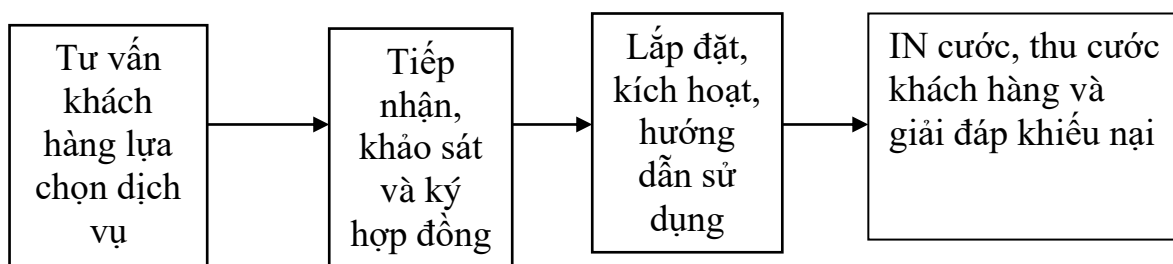 Tư vấn
khách
hàng lựa
chọn dịch
vụ
Tiếp
nhận,
khảo sát
và ký
hợp đồng
Lắp đặt,
kích hoạt,
hướng
dẫn sử
dụng
IN cước, thu cước
khách hàng và
giải đáp khiếu nại